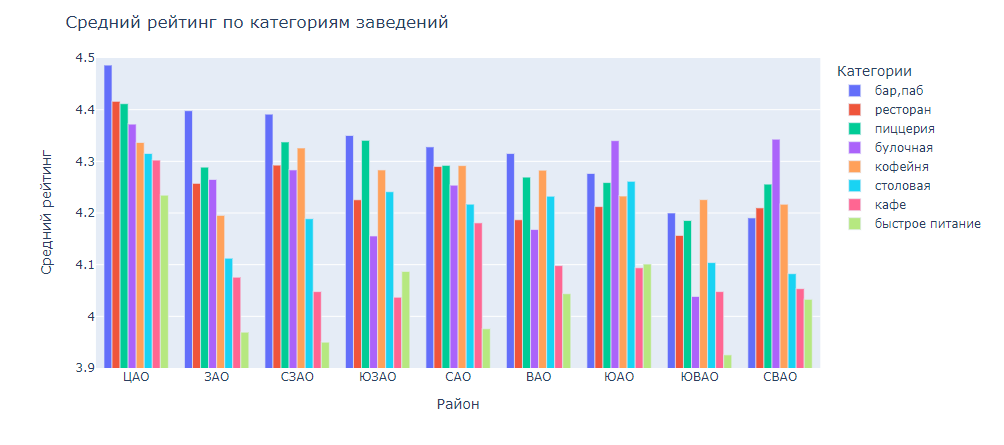 Средний рейтинг по категориям заведений
Категории
бар,паб
ресторан
пиццерия
булочная
кофейня
столовая
кафе
быстрое питание
Средний рейтинг
4.5
4.4
4.3
4.2
4.1
4
3.9
ЦАО ЗАО СЗАО ЮЗАО САО ВАО ЮАО ЮВАО СВАО
Район